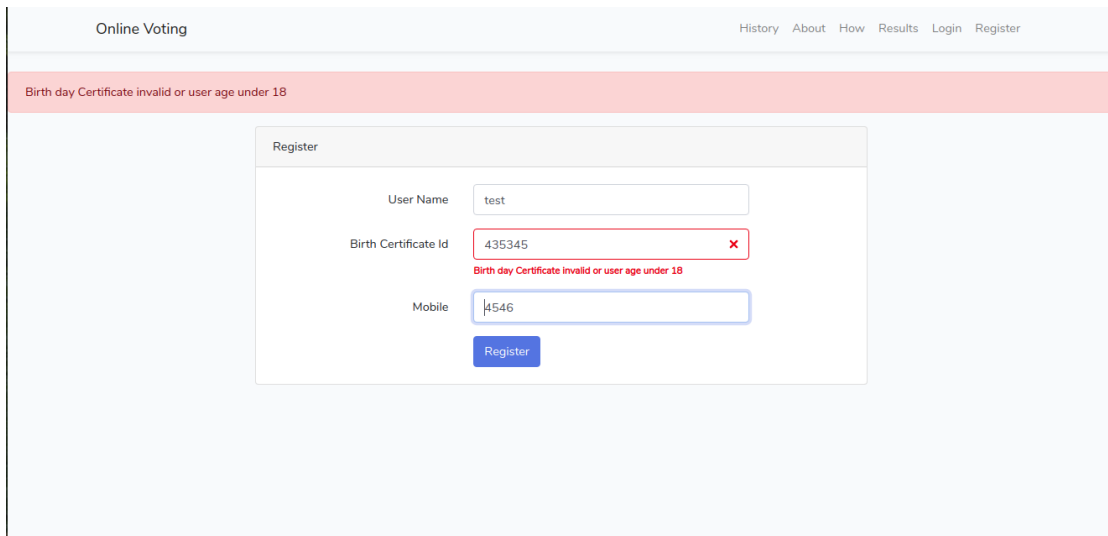 Online Voting
History About How Results Login Register
Birth day Certificate invalid or user age under 18
Register
User Name test
Birth Certificate Id 435345
Birth day Certificate invalid or user age under 18
Mobile 4546
Register